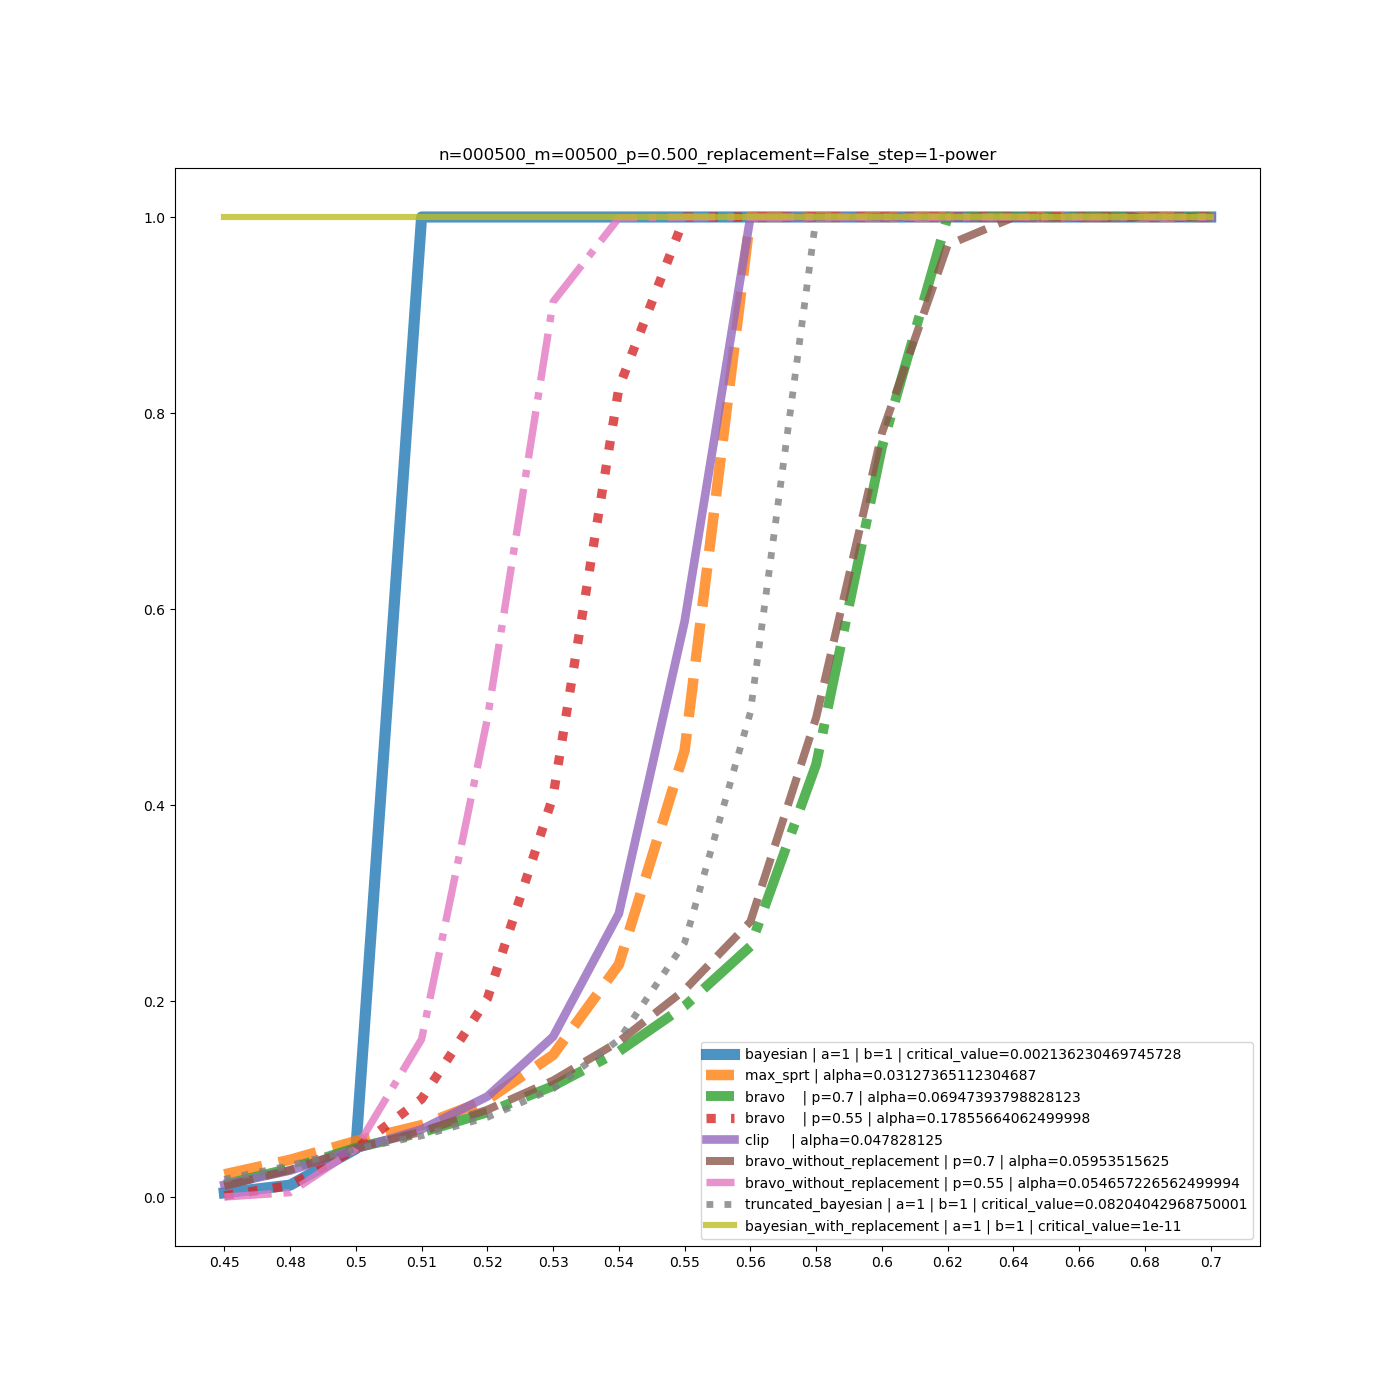 n=000500_m=00500_p=0.500_replacement=False_step=1-power
1.0
0.8
0.6
0.4
0.2
0.0
bayesian | a=1 | b=1 | critical_value=0.002136230469745728
max_sprt | alpha=0.03127365112304687
bravo | p=0.7 | alpha=0.06947393798828123
bravo | p=0.55 | alpha=0.17855664062499998
clip | alpha=0.047828125
bravo_without_replacement | p=0.7 | alpha=0.05953515625
bravo_without_replacement | p=0.55 | alpha=0.054657226562499994
truncated_bayesian | a=1 | b=1 | critical_value=0.08204042968750001
bayesian_with_replacement | a=1 | b=1 | critical_value=1e-11
0.45 0.48 0.5 0.51 0.52 0.53 0.54 0.55 0.56 0.58 0.6 0.62 0.64 0.66 0.68 0.7